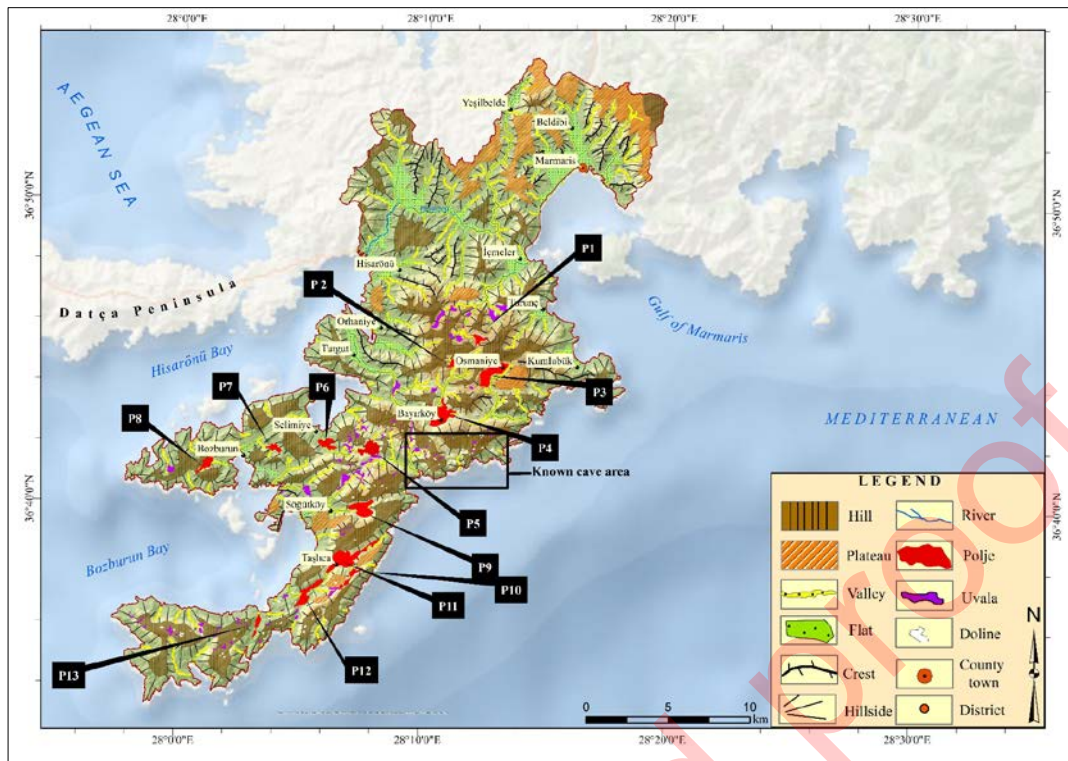 28°0'0"E
28°10'0"E
28°20'0"E
28°30'0"E
AEGEAN SEA
Yeşilbelde
Beldibi
Marmaris
36°50'0"N
36°50'0"N
Hisarönü
İçmeler
P1
P 2
Datça Peninsula
Turunç
Orhaniye
Gulf of Marmaris
Turgut
Hisarönü Bay
Osmaniye
Kumlubük
P3
P7
P6
Bayırköy
P8
Selimiye
MEDITERRANEAN
P4
Bozburun
Known cave area
36°40'0"N
36°40'0"N
Söğütköy
P5
Bozburun Bay
Taşlıca
P9
P10
P11
P12
P13
LEGEND
Hill
River
Plateau
Polje
Valley
Uvala
Flat
Doline
Crest
County
town
Hillside
District
N
0
5
10
km
28°0'0"E
28°10'0"E
28°20'0"E
28°30'0"E